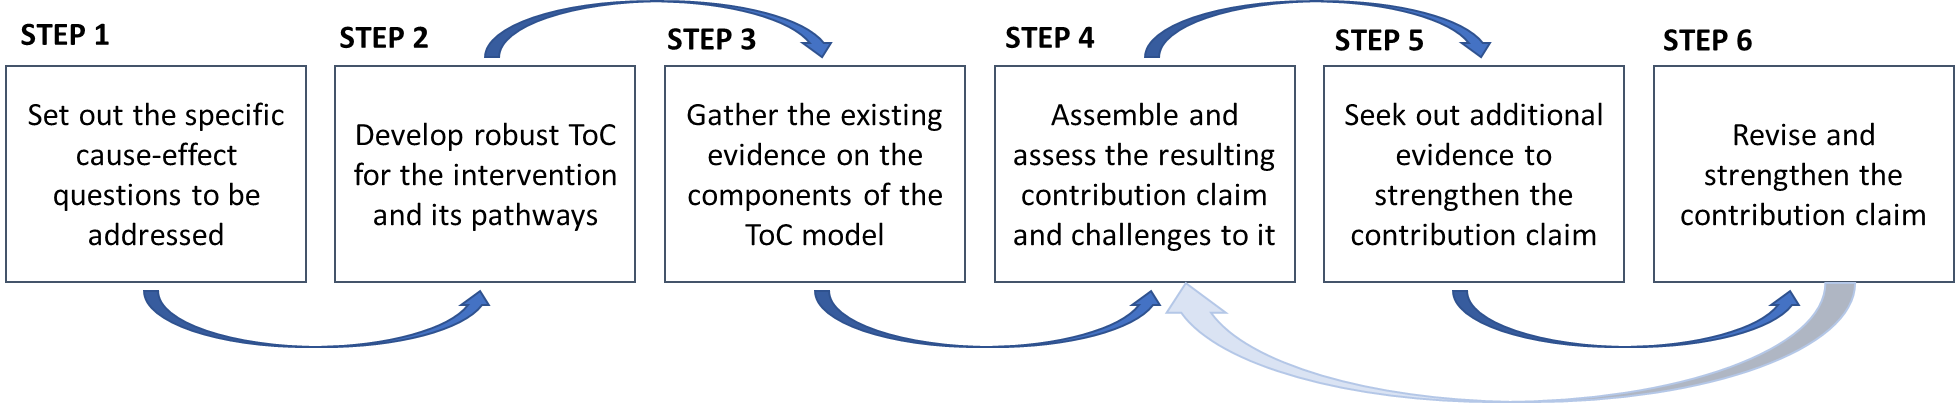 STEP 1
Set out the specific
cause-effect
questions to be
addressed
STEP 2
Develop robust ToC
for the intervention
and its pathways
STEP 3
Gather the existing
evidence on the
components of the
ToC model
STEP 4
Assemble and
assess the resulting
contribution claim
and challenges to it
STEP 5
Seek out additional
evidence to
strengthen the
contribution claim
STEP 6
Revise and
strengthen the
contribution claim